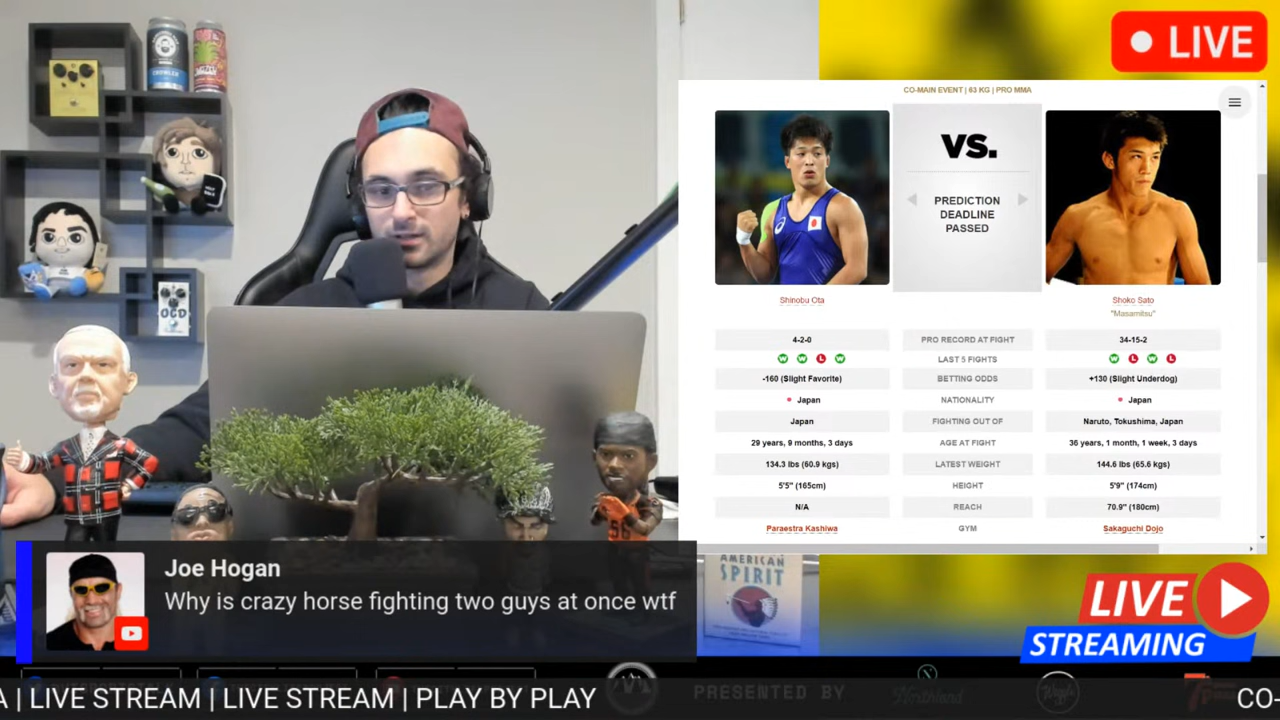 LIVE
CO-MAIN EVENT | 63 KG | PRO MMA
VS.
PREDICTION
DEADLINE
PASSED
Shinobu Ota
Shoko Sato
"Masamitsu"
4-2-0 PRO RECORD AT FIGHT 34-15-2
W W L W LAST 5 FIGHTS W L W L
-160 (Slight Favorite) BETTING ODDS +130 (Slight Underdog)
Japan NATIONALITY Japan
Japan FIGHTING OUT OF Naruto, Tokushima, Japan
29 years, 9 months, 3 days AGE AT FIGHT 36 years, 1 month, 1 week, 3 days
134.3 lbs (60.9 kgs) LATEST WEIGHT 144.6 lbs (65.6 kgs)
5'5" (165cm) HEIGHT 5'9" (174cm)
N/A REACH 70.9" (180cm)
Paraestra Kashiwa GYM Sakaguchi Dojo
OCD
AMERICAN
SPIRIT
Joe Hogan
Why is crazy horse fighting two guys at once wtf
LIVE
STREAMING
PRESENTED BY
Northland
A | LIVE STREAM | LIVE STREAM | PLAY BY PLAY
CO-